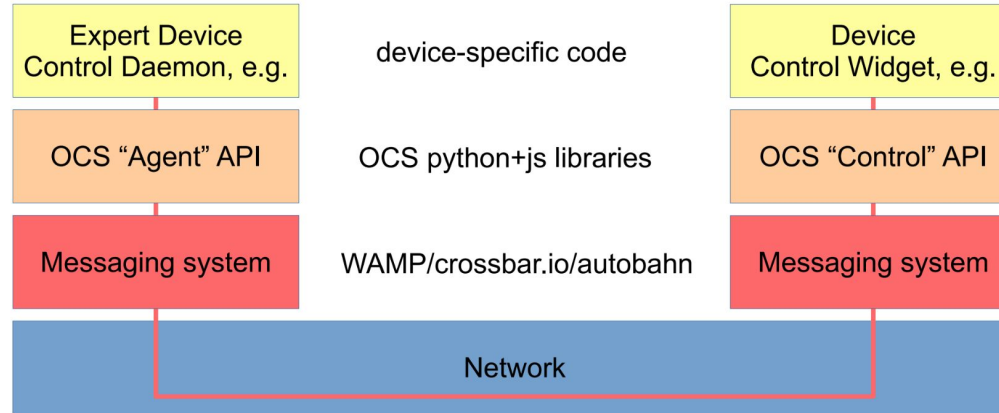 Expert Device
Control Daemon, e.g.
device-specific code
Device
Control Widget, e.g.
OCS “Agent” API
OCS python+js libraries
OCS “Control” API
Messaging system
WAMP/crossbar.io/autobahn
Messaging system
Network